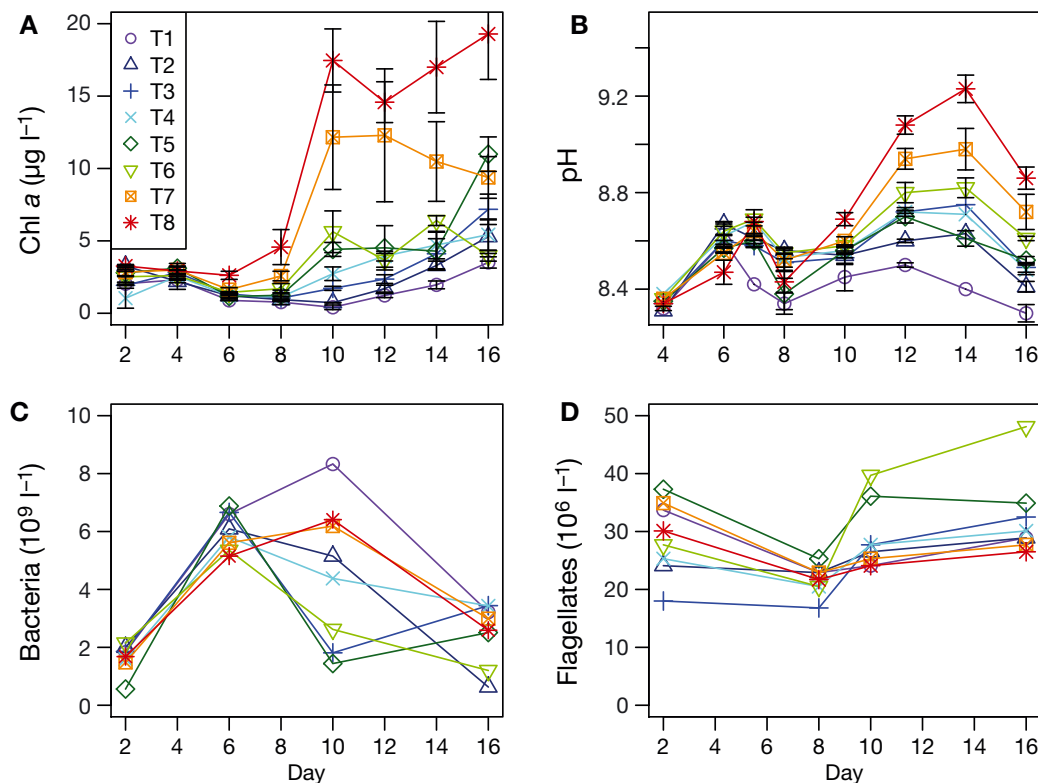 A
Chl a (µg l–1)
20
15
10
5
0
T1
T2
T3
T4
T5
T6
T7
T8
2 4 6 8 10 12 14 16
B
pH
9.2
8.8
8.4
4 6 8 10 12 14 16
C
Bacteria (10⁹ l–1)
10
8
6
4
2
0
2 4 6 8 10 12 14 16
Day
D
Flagellates (10⁶ l–1)
50
40
30
20
10
0
2 4 6 8 10 12 14 16
Day